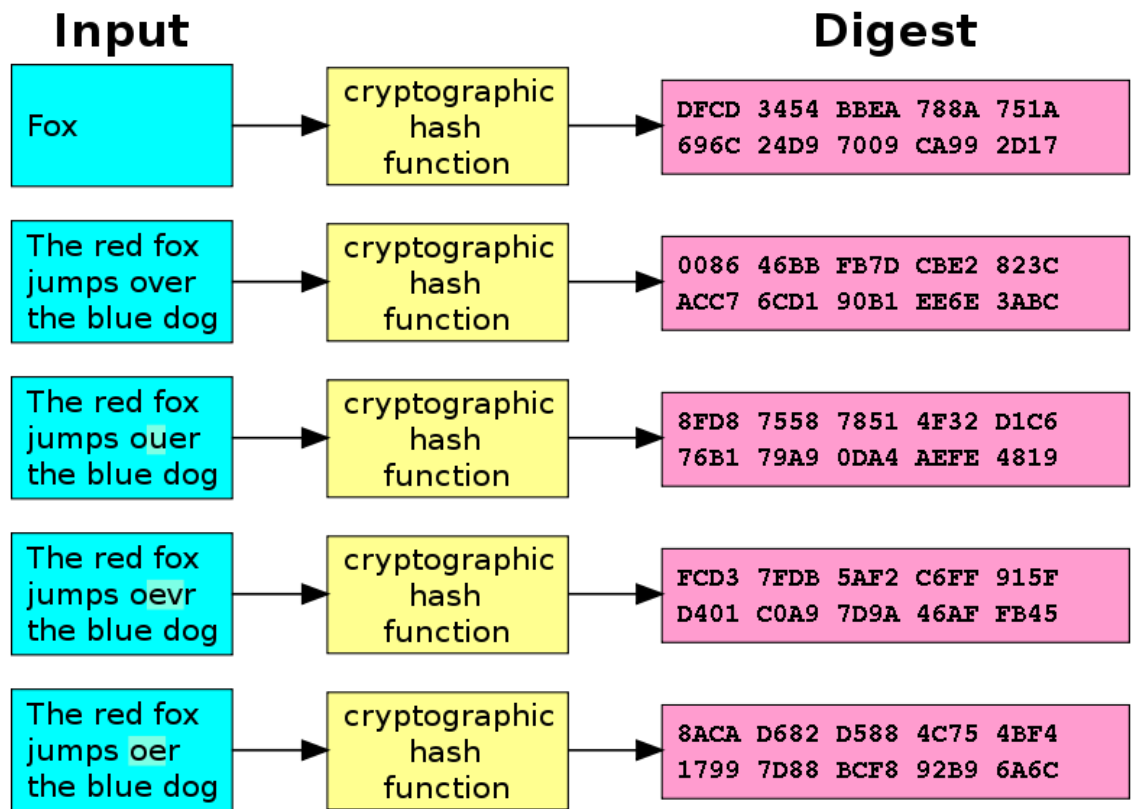 Input
Digest
Fox
cryptographic
hash
function
DFCD 3454 BBEA 788A 751A
696C 24D9 7009 CA99 2D17
The red fox
jumps over
the blue dog
cryptographic
hash
function
0086 46BB FB7D CBE2 823C
ACC7 6CD1 90B1 EE6E 3ABC
The red fox
jumps ouer
the blue dog
cryptographic
hash
function
8FD8 7558 7851 4F32 D1C6
76B1 79A9 0DA4 AEFE 4819
The red fox
jumps oevr
the blue dog
cryptographic
hash
function
FCD3 7FDB 5AF2 C6FF 915F
D401 C0A9 7D9A 46AF FB45
The red fox
jumps oer
the blue dog
cryptographic
hash
function
8ACA D682 D588 4C75 4BF4
1799 7D88 BCF8 92B9 6A6C